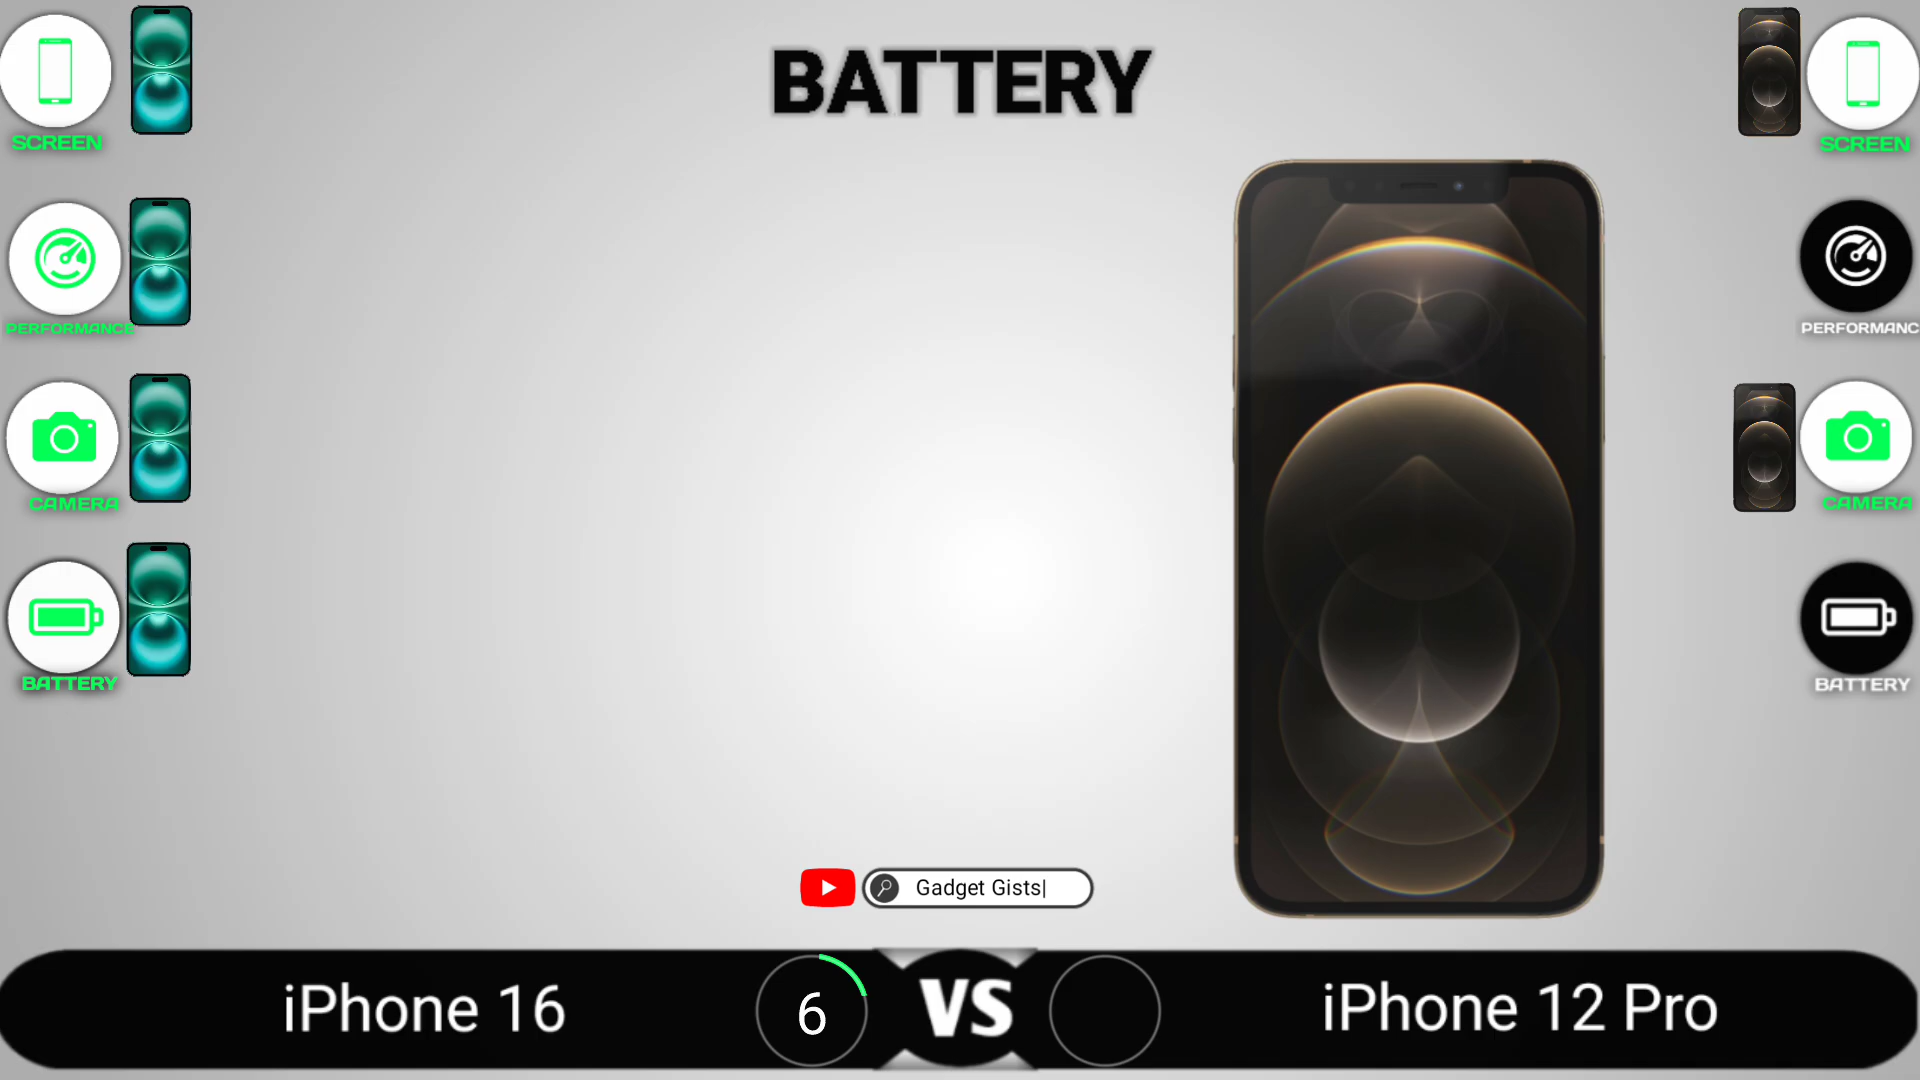 BATTERY
SCREEN
SCREEN
PERFORMANCE
PERFORMANC
CAMERA
CAMERA
BATTERY
BATTERY
Gadget Gists|
iPhone 16
6
VS
iPhone 12 Pro